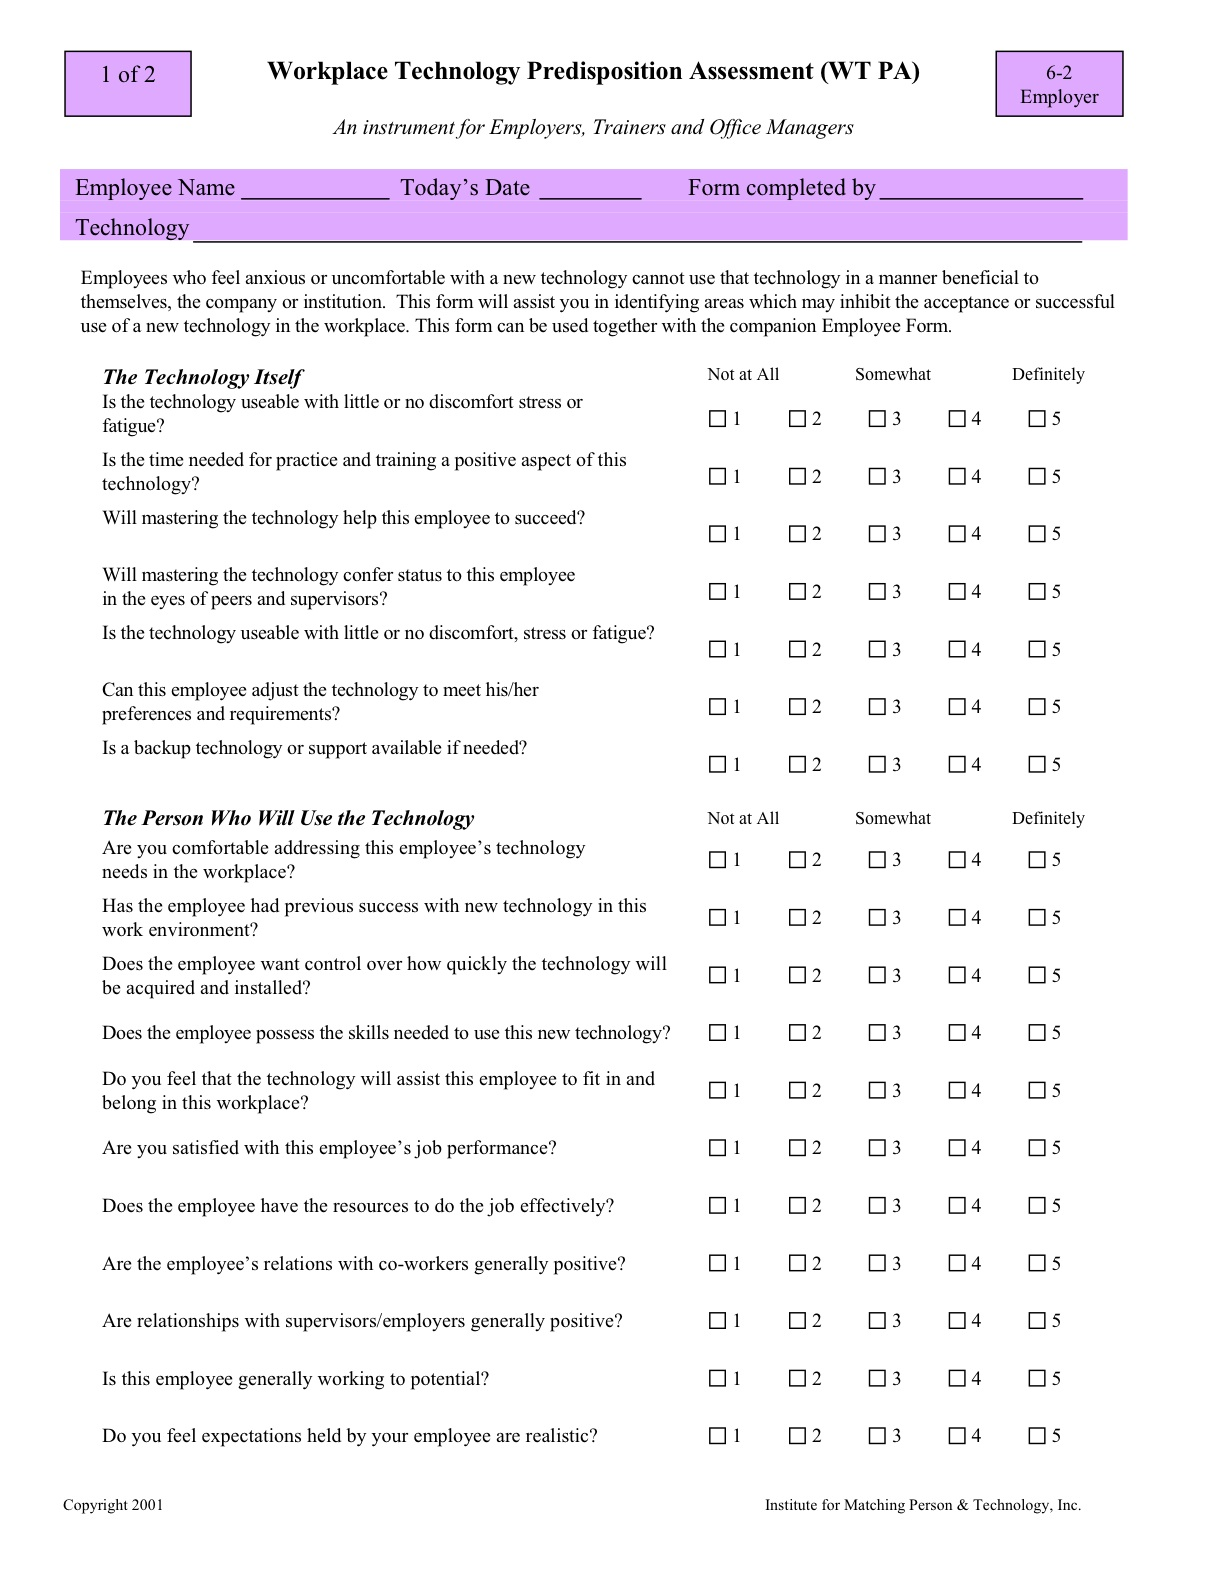 1 of 2
Workplace Technology Predisposition Assessment (WT PA)
6-2
Employer
An instrument for Employers, Trainers and Office Managers
Employee Name ____________ Today’s Date ________ Form completed by ________________
Technology ________________________________________________
Employees who feel anxious or uncomfortable with a new technology cannot use that technology in a manner beneficial to
themselves, the company or institution.  This form will assist you in identifying areas which may inhibit the acceptance or successful
use of a new technology in the workplace. This form can be used together with the companion Employee Form.
The Technology Itself Not at All Somewhat Definitely
Is the technology useable with little or no discomfort stress or
fatigue?
☐ 1 ☐ 2 ☐ 3 ☐ 4 ☐ 5
Is the time needed for practice and training a positive aspect of this
technology?
☐ 1 ☐ 2 ☐ 3 ☐ 4 ☐ 5
Will mastering the technology help this employee to succeed?
☐ 1 ☐ 2 ☐ 3 ☐ 4 ☐ 5
Will mastering the technology confer status to this employee
in the eyes of peers and supervisors?
☐ 1 ☐ 2 ☐ 3 ☐ 4 ☐ 5
Is the technology useable with little or no discomfort, stress or fatigue?
☐ 1 ☐ 2 ☐ 3 ☐ 4 ☐ 5
Can this employee adjust the technology to meet his/her
preferences and requirements?
☐ 1 ☐ 2 ☐ 3 ☐ 4 ☐ 5
Is a backup technology or support available if needed?
☐ 1 ☐ 2 ☐ 3 ☐ 4 ☐ 5
The Person Who Will Use the Technology Not at All Somewhat Definitely
Are you comfortable addressing this employee’s technology
needs in the workplace?
☐ 1 ☐ 2 ☐ 3 ☐ 4 ☐ 5
Has the employee had previous success with new technology in this
work environment?
☐ 1 ☐ 2 ☐ 3 ☐ 4 ☐ 5
Does the employee want control over how quickly the technology will
be acquired and installed?
☐ 1 ☐ 2 ☐ 3 ☐ 4 ☐ 5
Does the employee possess the skills needed to use this new technology? ☐ 1 ☐ 2 ☐ 3 ☐ 4 ☐ 5
Do you feel that the technology will assist this employee to fit in and
belong in this workplace?
☐ 1 ☐ 2 ☐ 3 ☐ 4 ☐ 5
Are you satisfied with this employee’s job performance? ☐ 1 ☐ 2 ☐ 3 ☐ 4 ☐ 5
Does the employee have the resources to do the job effectively? ☐ 1 ☐ 2 ☐ 3 ☐ 4 ☐ 5
Are the employee’s relations with co-workers generally positive? ☐ 1 ☐ 2 ☐ 3 ☐ 4 ☐ 5
Are relationships with supervisors/employers generally positive? ☐ 1 ☐ 2 ☐ 3 ☐ 4 ☐ 5
Is this employee generally working to potential? ☐ 1 ☐ 2 ☐ 3 ☐ 4 ☐ 5
Do you feel expectations held by your employee are realistic? ☐ 1 ☐ 2 ☐ 3 ☐ 4 ☐ 5
Copyright 2001 Institute for Matching Person & Technology, Inc.